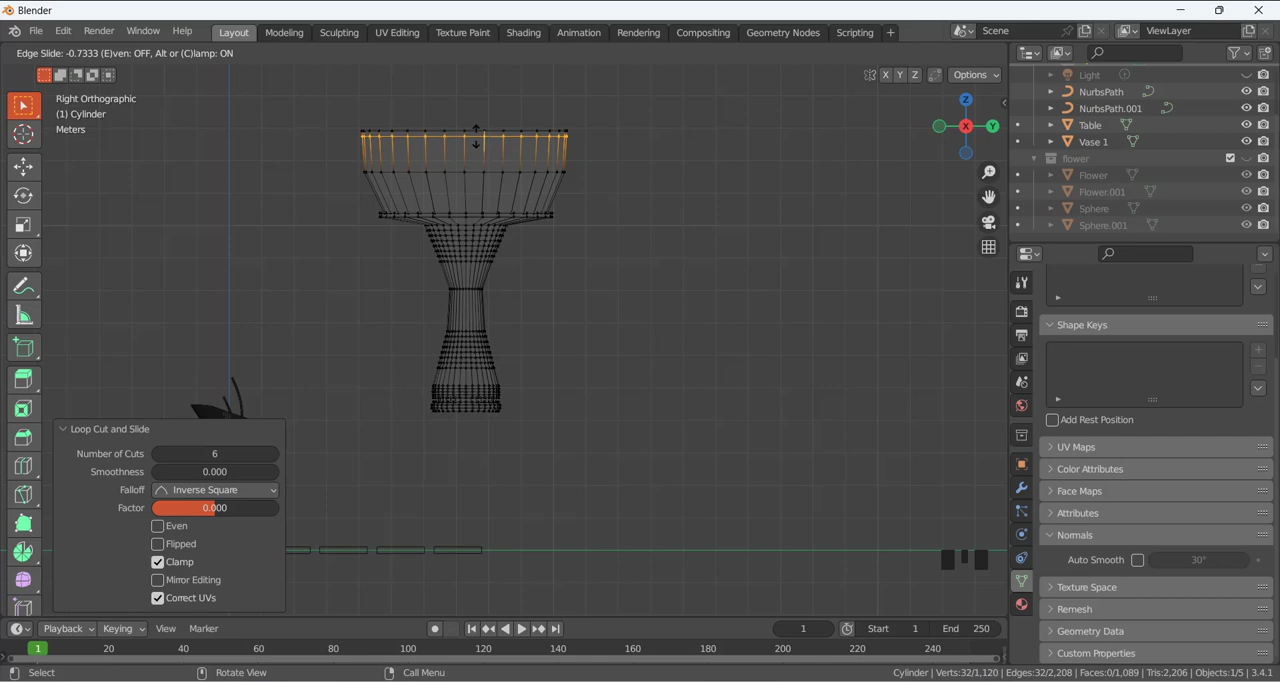 Blender
File Edit Render Window Help Layout Modeling Sculpting UV Editing Texture Paint Shading Animation Rendering Compositing Geometry Nodes Scripting + Scene ViewLayer
Edge Slide: -0.7333 (E)ven: OFF, Alt or (C)lamp: ON
X Y Z Options
Right Orthographic
(1) Cylinder
Meters
Z
X
Y
Light
NurbsPath
NurbsPath.001
Table
Vase 1
flower
Flower
Flower.001
Sphere
Sphere.001
Shape Keys
Add Rest Position
UV Maps
Color Attributes
Face Maps
Attributes
Normals
Auto Smooth 30°
Texture Space
Remesh
Geometry Data
Custom Properties
Loop Cut and Slide
Number of Cuts 6
Smoothness 0.000
Falloff Inverse Square
Factor 0.000
Even
Flipped
Clamp
Mirror Editing
Correct UVs
Playback Keying View Marker 1 Start 1 End 250
1 20 40 60 80 100 120 140 160 180 200 220 240
Select Rotate View Call Menu Cylinder | Verts:32/1,120 | Edges:32/2,208 | Faces:0/1,089 | Tris:2,206 | Objects:1/5 | 3.4.1